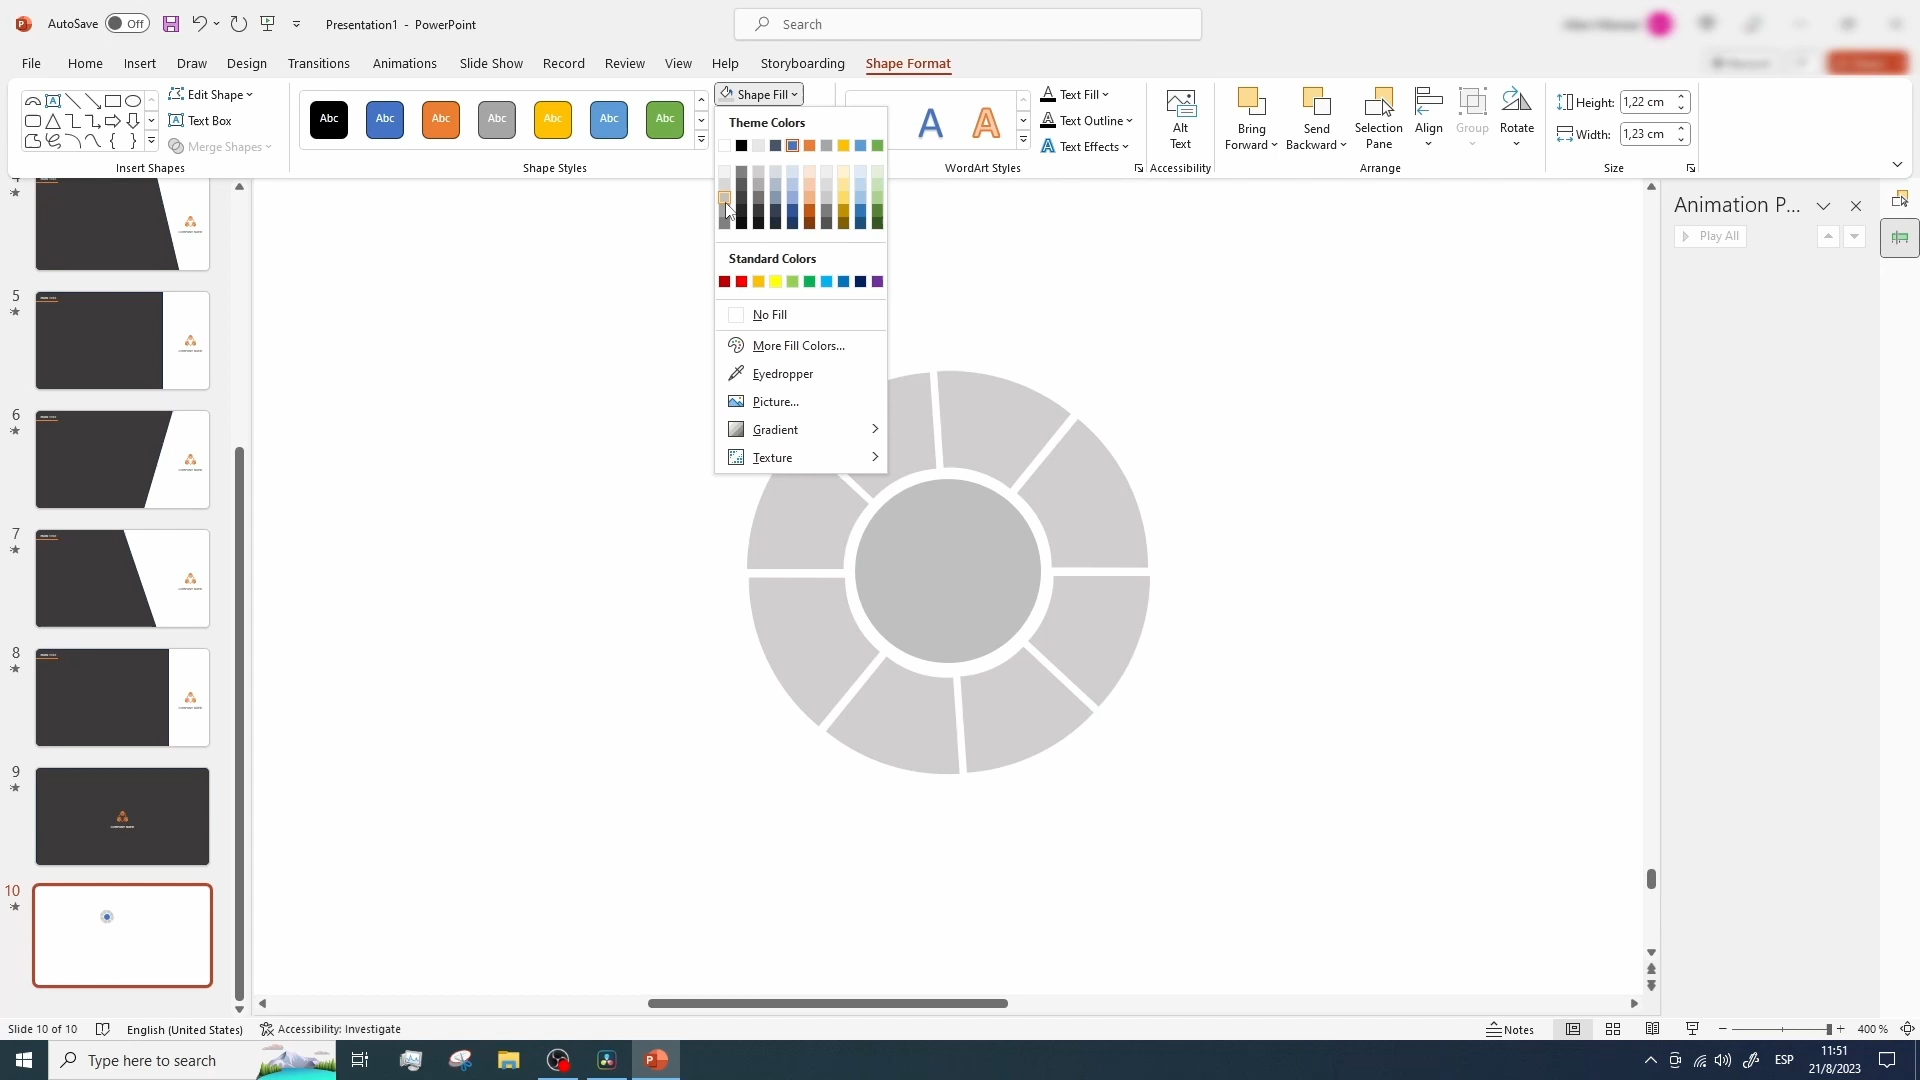 AutoSave Off Presentation1 - PowerPoint Search
File Home Insert Draw Design Transitions Animations Slide Show Record Review View Help Storyboarding Shape Format
Edit Shape
Text Box
Merge Shapes
Insert Shapes
Abc Abc Abc Abc Abc Abc Abc
Shape Styles
Shape Fill
Theme Colors
Standard Colors
No Fill
More Fill Colors...
Eyedropper
Picture...
Gradient
Texture
A A
Text Fill
Text Outline
Text Effects
WordArt Styles
Alt
Text
Accessibility
Bring
Forward
Send
Backward
Selection
Pane
Align
Group
Rotate
Arrange
Height: 1,22 cm
Width: 1,23 cm
Size
4
5
6
7
8
9
10
Animation P...
Play All
Slide 10 of 10 English (United States) Accessibility: Investigate Notes 400 %
Type here to search
ESP
11:51
21/8/2023